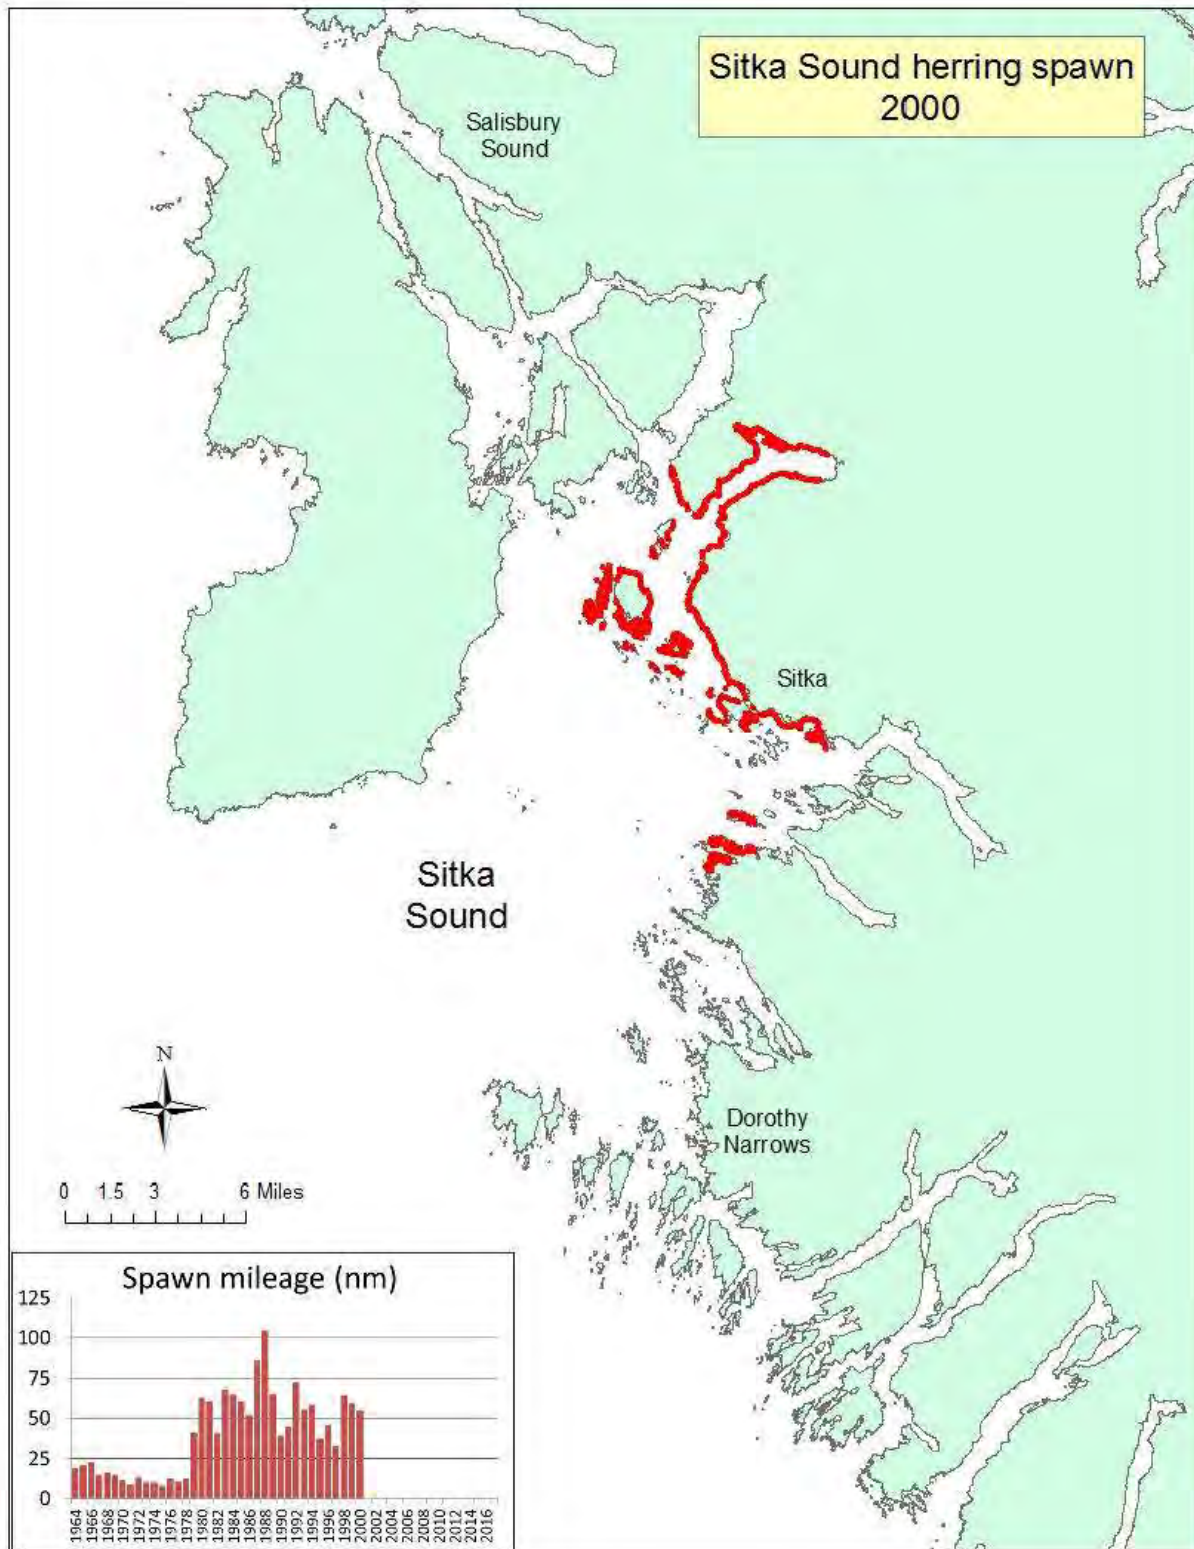 Sitka Sound herring spawn
2000
Salisbury
Sound
Sitka
Sitka
Sound
N
Dorothy
Narrows
0 1.5 3 6 Miles
Spawn mileage (nm)
125
100
75
50
25
0
1964 1966 1968 1970 1972 1974 1976 1978 1980 1982 1984 1986 1988 1990 1992 1994 1996 1998 2000 2002 2004 2006 2008 2010 2012 2014 2016